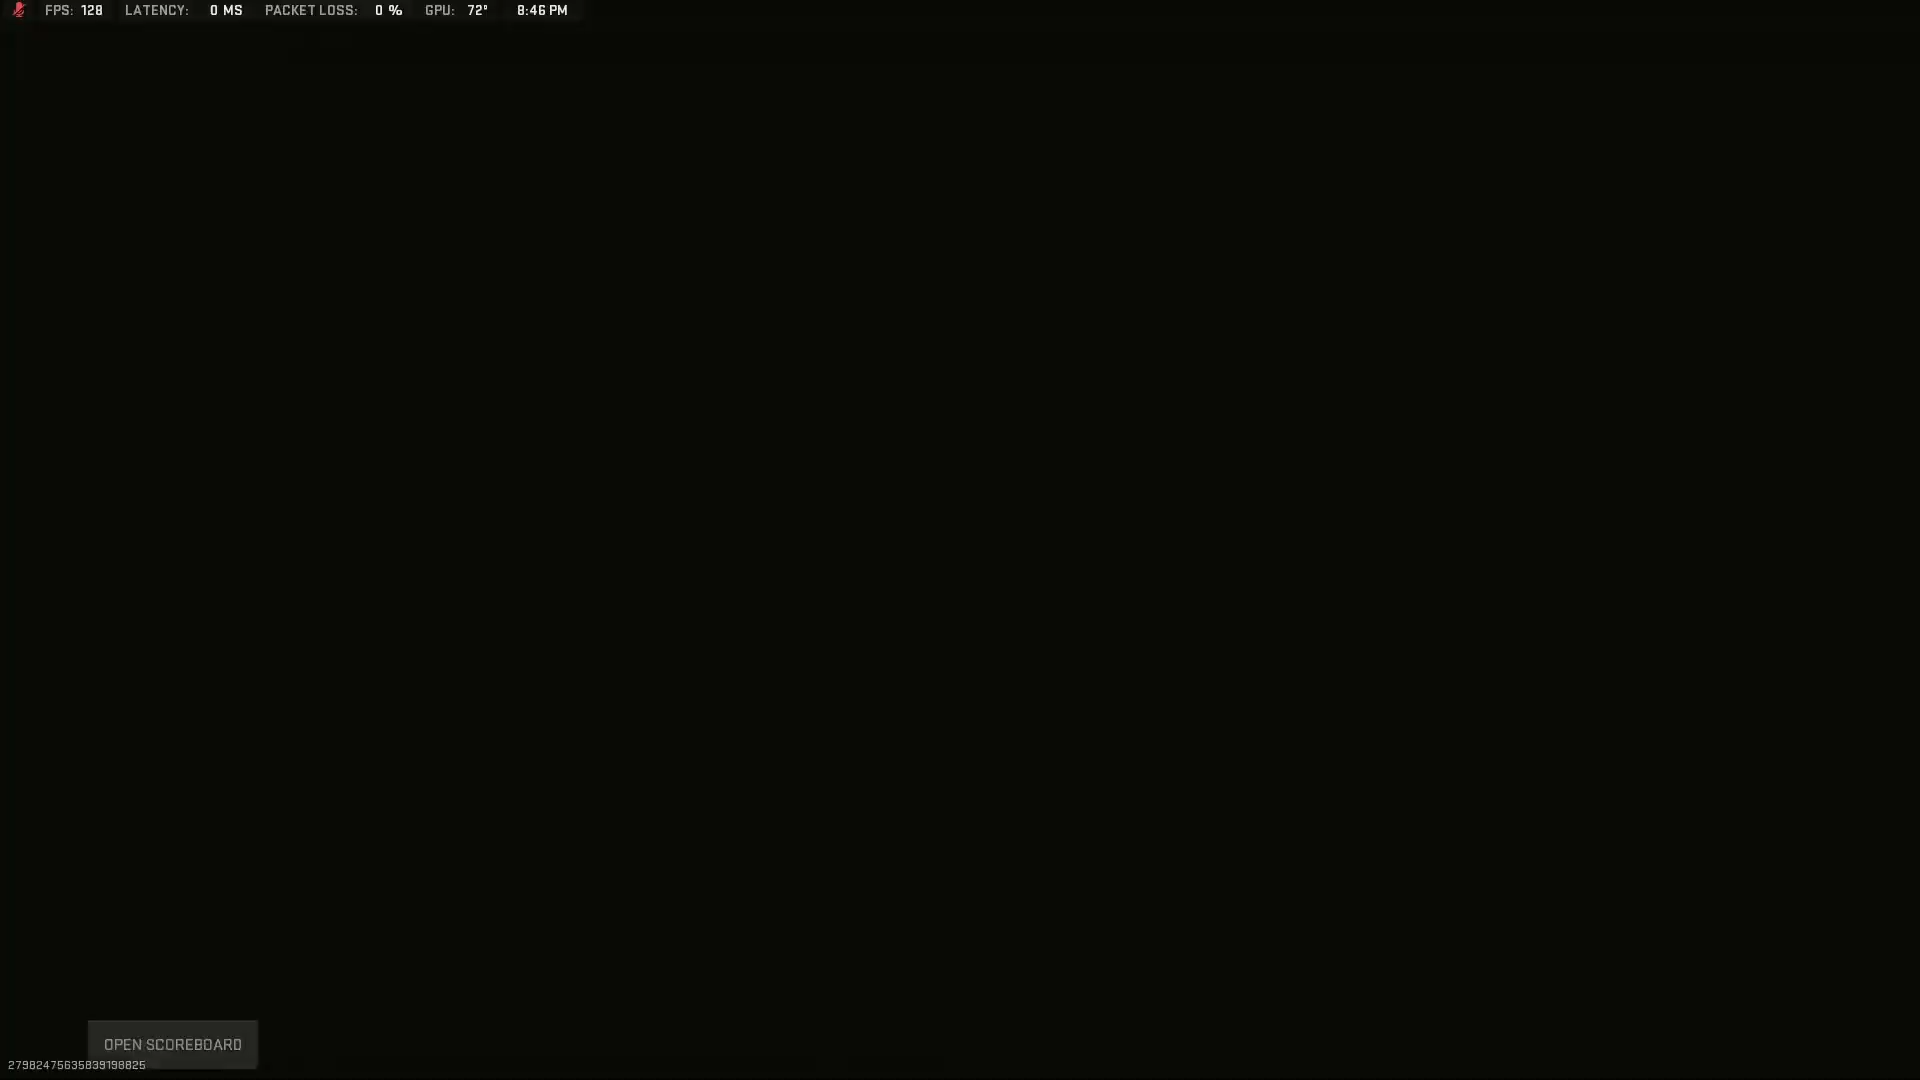 FPS: 128 LATENCY: 0 MS PACKET LOSS: 0 % GPU: 72° 8:46 PM
OPEN SCOREBOARD
27982475635839198825